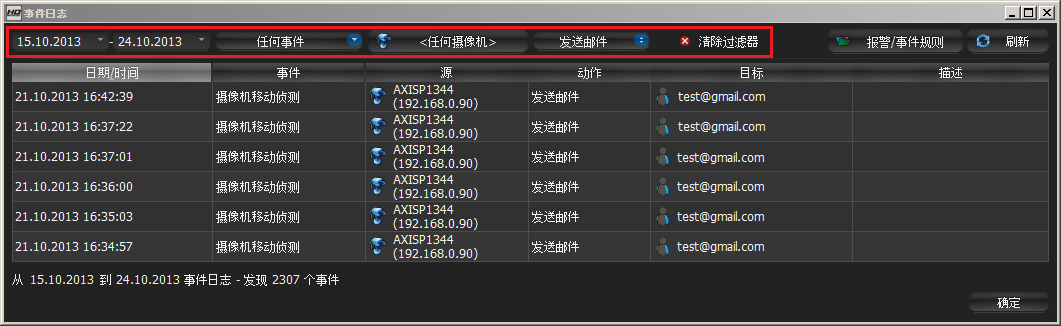 HD 事件日志
15.10.2013 - 24.10.2013 任何事件 <任何摄像机> 发送邮件 清除过滤器 报警/事件规则 刷新
日期/时间 事件 源 动作 目标 描述
21.10.2013 16:42:39 摄像机移动侦测 AXISP1344 (192.168.0.90) 发送邮件 test@gmail.com
21.10.2013 16:37:22 摄像机移动侦测 AXISP1344 (192.168.0.90) 发送邮件 test@gmail.com
21.10.2013 16:37:01 摄像机移动侦测 AXISP1344 (192.168.0.90) 发送邮件 test@gmail.com
21.10.2013 16:36:00 摄像机移动侦测 AXISP1344 (192.168.0.90) 发送邮件 test@gmail.com
21.10.2013 16:35:03 摄像机移动侦测 AXISP1344 (192.168.0.90) 发送邮件 test@gmail.com
21.10.2013 16:34:57 摄像机移动侦测 AXISP1344 (192.168.0.90) 发送邮件 test@gmail.com
从 15.10.2013 到 24.10.2013 事件日志 - 发现 2307 个事件
确定